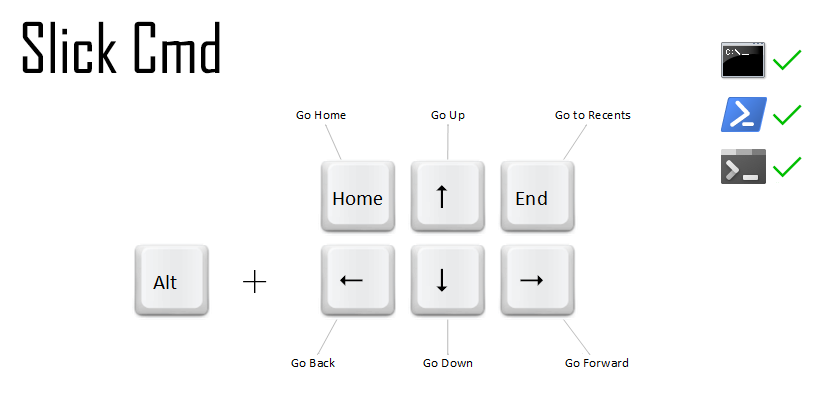 Slick Cmd
C:\_
Go Home
Go Up
Go to Recents
Home
↑
End
Alt
+
←
↓
→
Go Back
Go Down
Go Forward